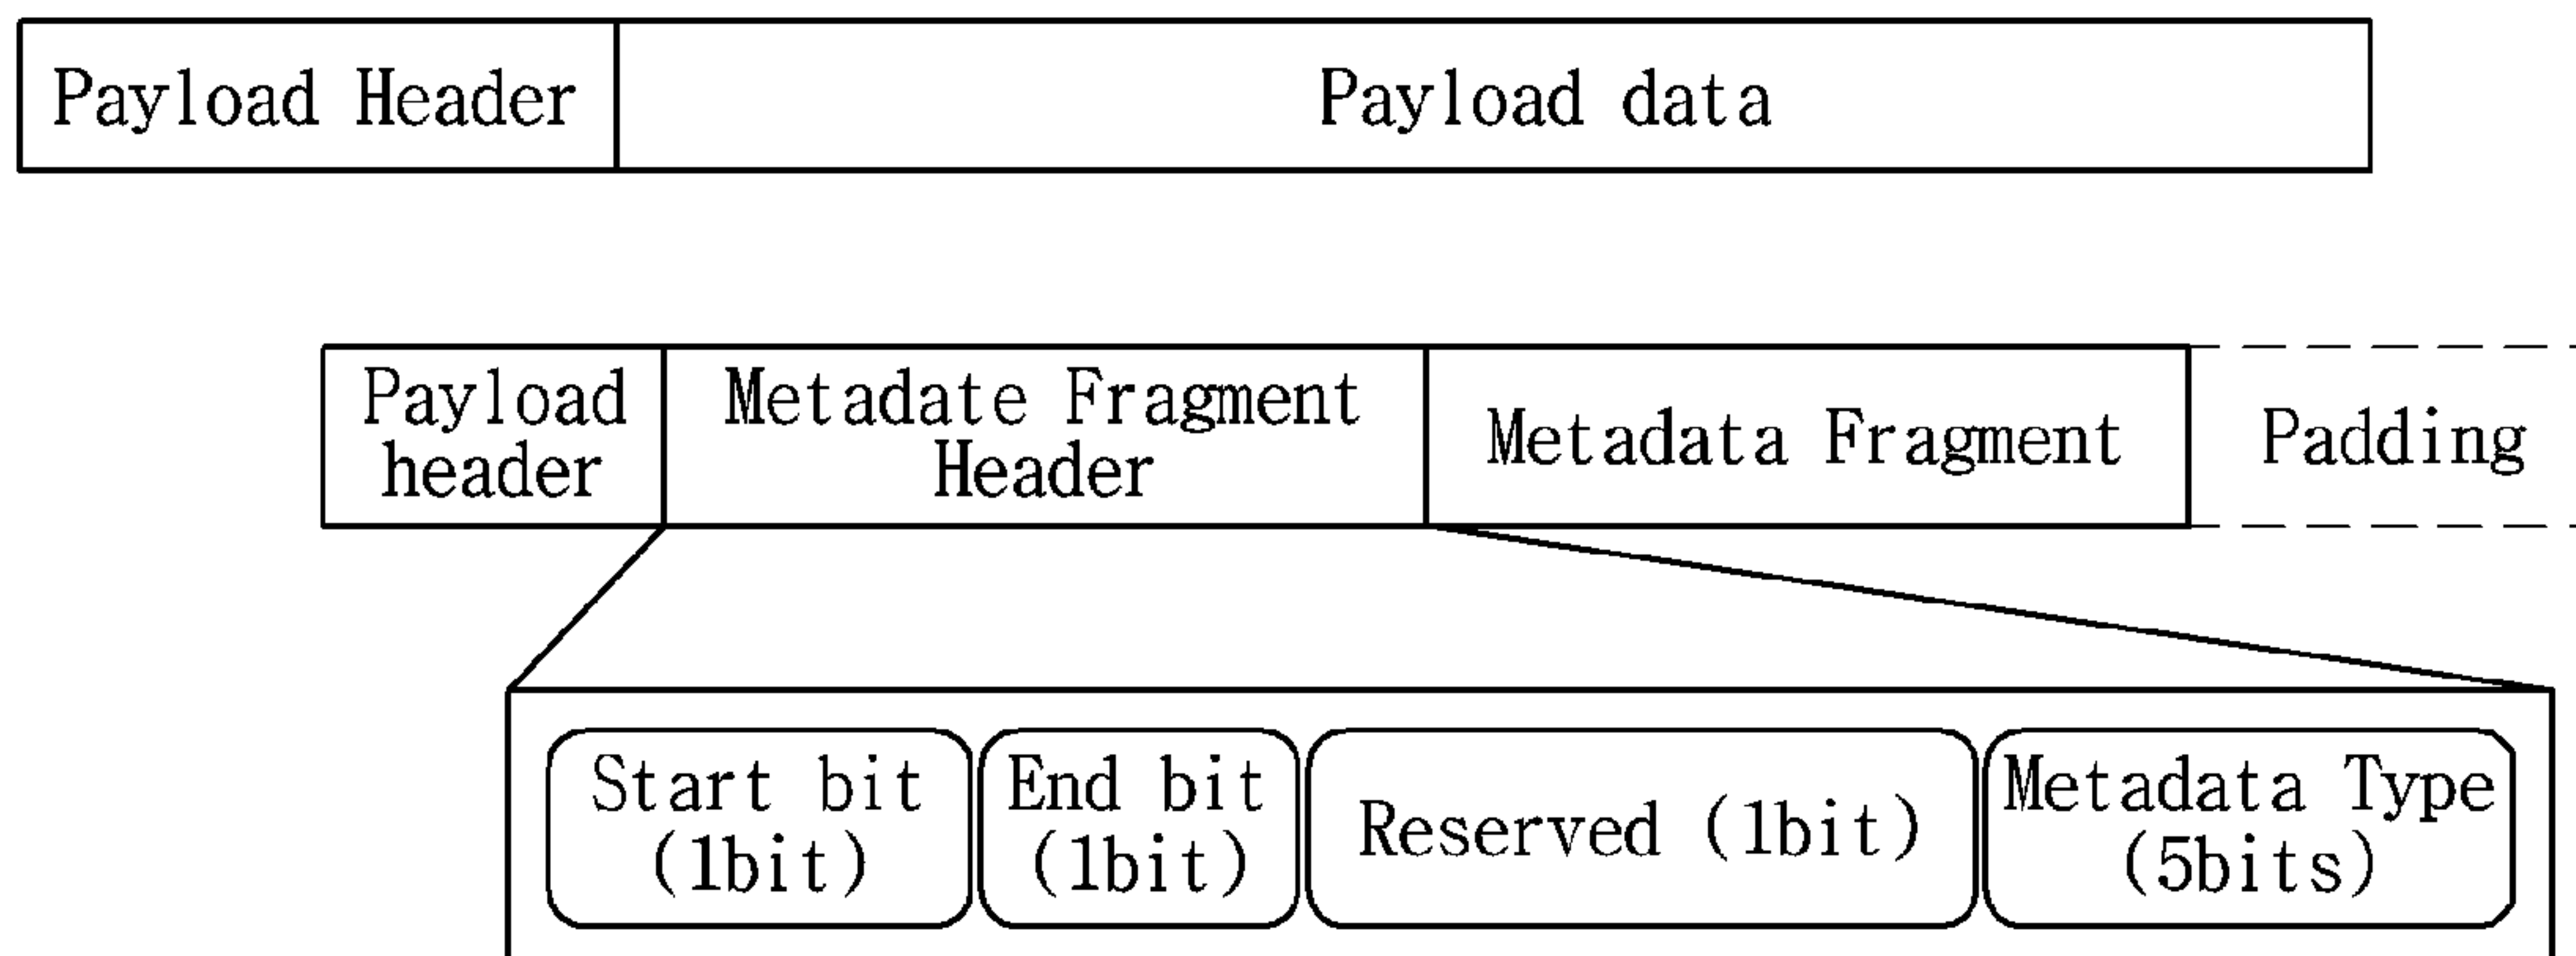 Payload Header
Payload data
Payload
header
Metadate Fragment
Header
Metadata Fragment
Padding
Start bit
(1bit)
End bit
(1bit)
Reserved (1bit)
Metadata Type
(5bits)